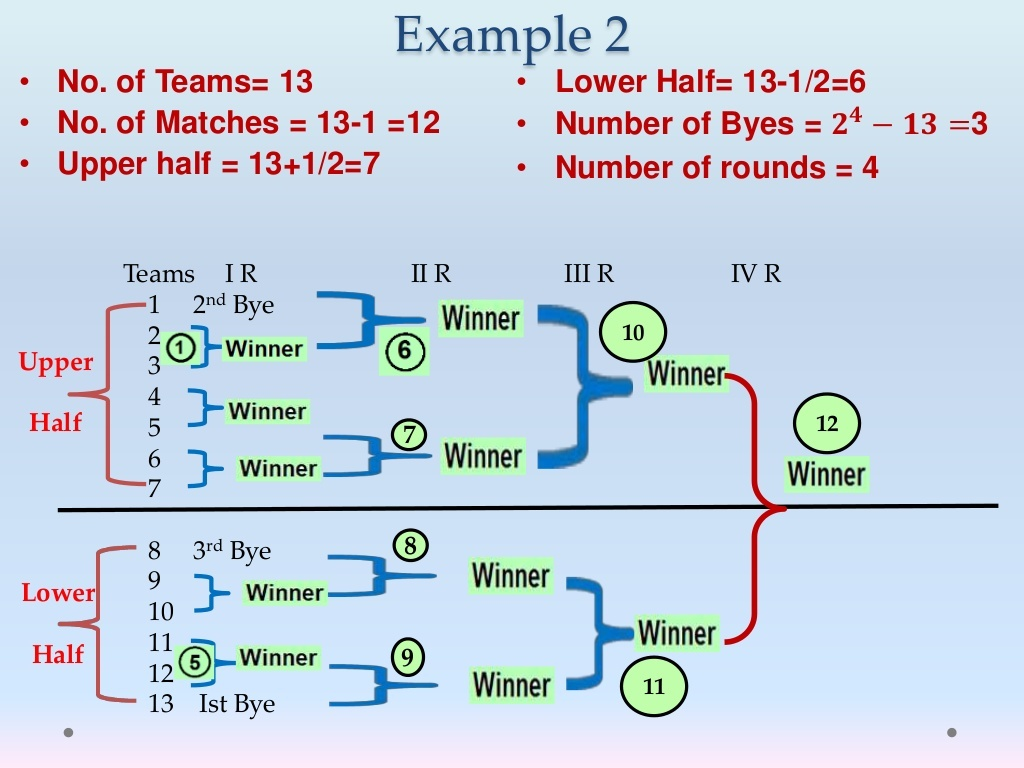 Example 2
• No. of Teams= 13
• No. of Matches = 13-1 =12
• Upper half = 13+1/2=7
• Lower Half= 13-1/2=6
• Number of Byes = 2⁴ − 13 =3
• Number of rounds = 4
Teams I R II R III R IV R
1 2nd Bye
Winner
10
2
1 Winner
6
3
Upper
Winner
4
Winner
5
Half
12
7
6
Winner
Winner
Winner
7
8 3rd Bye
8
9
Winner
Winner
Lower
10
11
Winner
Half
5 Winner
9
12
Winner
11
13 Ist Bye